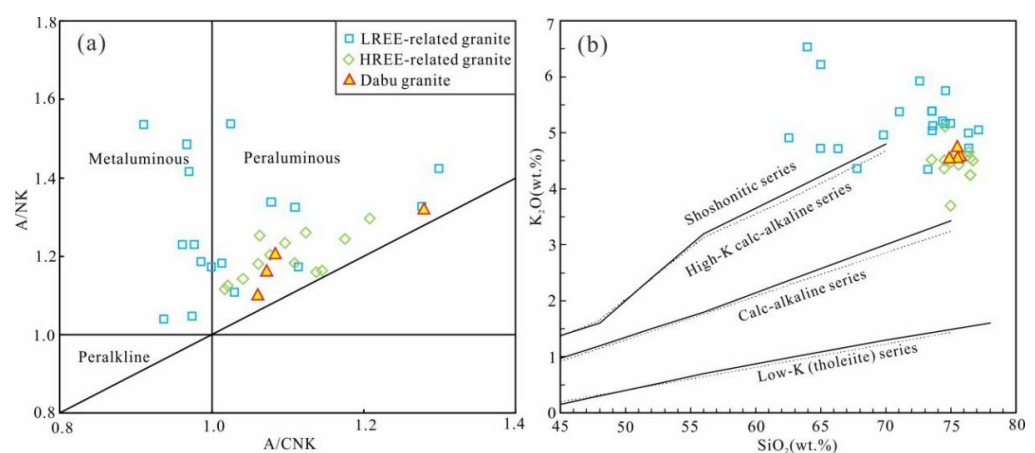 (a)
LREE-related granite
HREE-related granite
Dabu granite
Metaluminous
Peraluminous
Peralkline
1.8
1.6
1.4
1.2
1.0
0.8
A/NK
0.8
1.0
1.2
1.4
A/CNK
(b)
7
6
5
4
3
2
1
0
K₂O(wt.%)
Shoshonitic series
High-K calc-alkaline series
Calc-alkaline series
Low-K (tholeiite) series
45
50
55
60
65
70
75
80
SiO₂(wt.%)